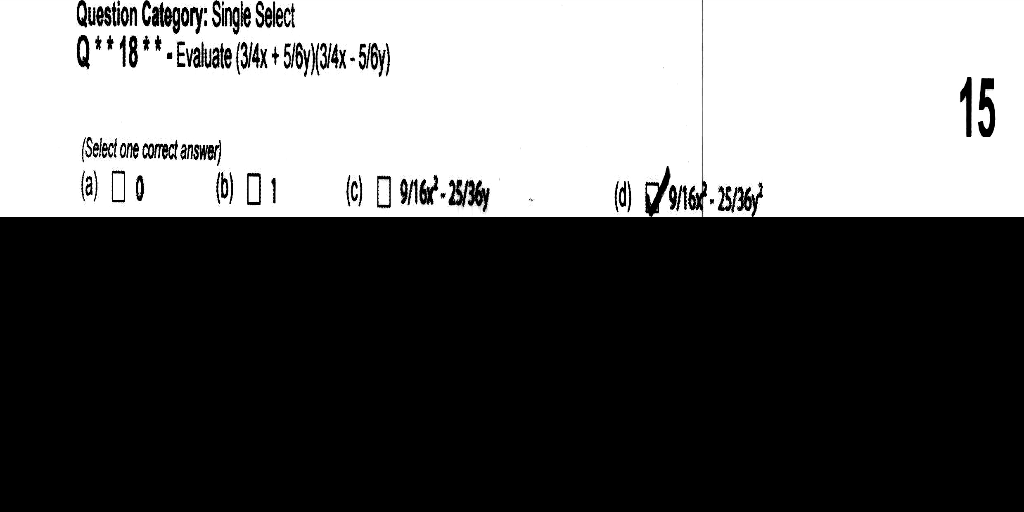 Question Category: Single Select
Q * * 18 * * - Evaluate (3/4x + 5/6y)(3/4x - 5/6y)
15
(Select one correct answer)
(a) ☐ 0 (b) ☐ 1 (c) ☐ 9/16x² - 25/36y (d) ☑ 9/16x² - 25/36y²